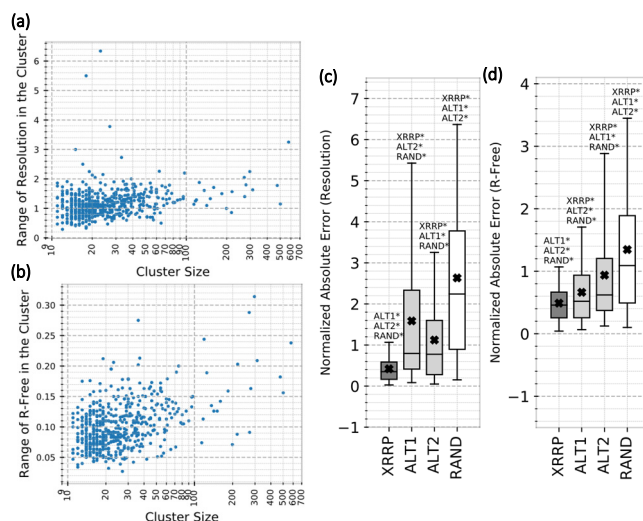 (a)
Range of Resolution in the Cluster
6
5
4
3
2
1
0
9
10
20
30
40
50
60
70
80
90
100
200
300
400
500
600
700
Cluster Size
(b)
Range of R-Free in the Cluster
0.30
0.25
0.20
0.15
0.10
0.05
9
10
20
30
40
50
60
70
80
90
100
200
300
400
500
600
700
Cluster Size
(c)
Normalized Absolute Error (Resolution)
7
6
5
4
3
2
1
0
−1
ALT1*
ALT2*
RAND*
XRRP*
ALT2*
RAND*
XRRP*
ALT1*
RAND*
XRRP*
ALT1*
ALT2*
XRRP
ALT1
ALT2
RAND
(d)
Normalized Absolute Error (R-Free)
4
3
2
1
0
−1
ALT1*
ALT2*
RAND*
XRRP*
ALT2*
RAND*
XRRP*
ALT1*
RAND*
XRRP*
ALT1*
ALT2*
XRRP
ALT1
ALT2
RAND